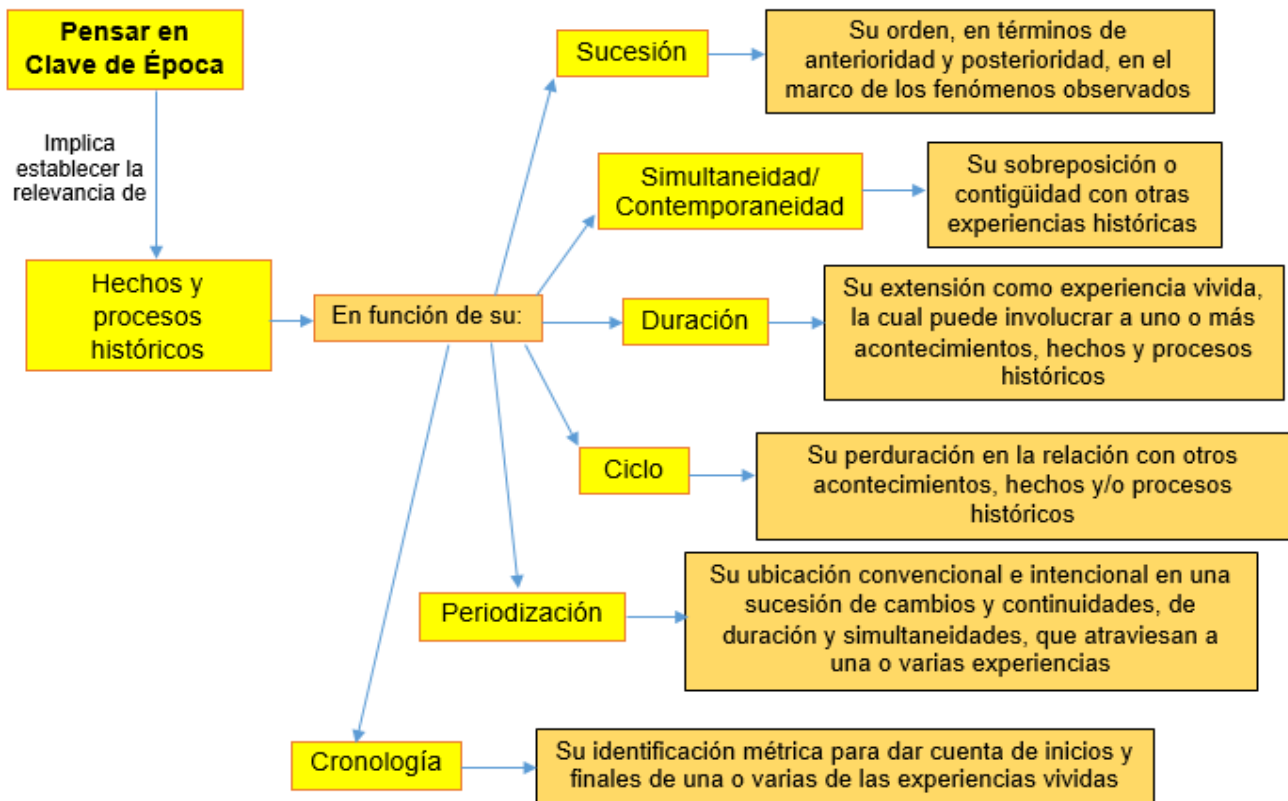 Pensar en
Clave de Época
Implica
establecer la
relevancia de
Hechos y
procesos
históricos
En función de su:
Sucesión
Su orden, en términos de
anterioridad y posterioridad, en el
marco de los fenómenos observados
Simultaneidad/
Contemporaneidad
Su sobreposición o
contigüidad con otras
experiencias históricas
Duración
Su extensión como experiencia vivida,
la cual puede involucrar a uno o más
acontecimientos, hechos y procesos
históricos
Ciclo
Su perduración en la relación con otros
acontecimientos, hechos y/o procesos
históricos
Periodización
Su ubicación convencional e intencional en una
sucesión de cambios y continuidades, de
duración y simultaneidades, que atraviesan a
una o varias experiencias
Cronología
Su identificación métrica para dar cuenta de inicios y
finales de una o varias de las experiencias vividas